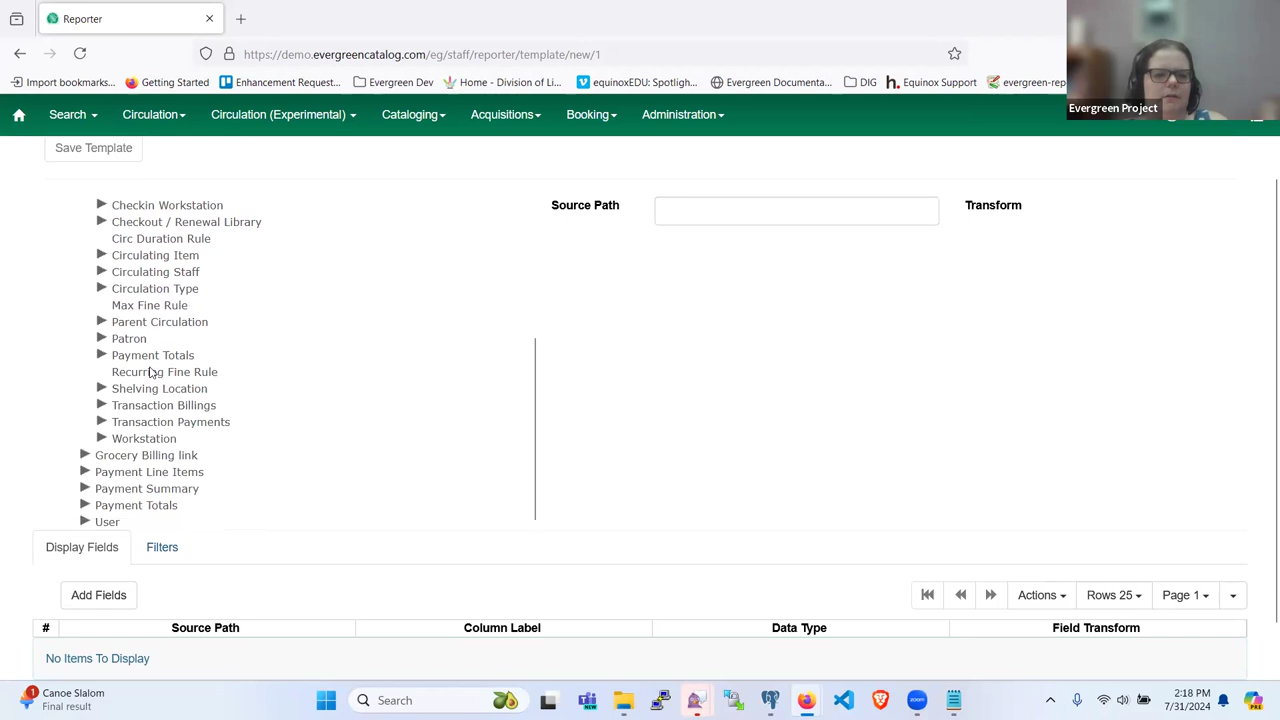 Reporter
https://demo.evergreencatalog.com/eg/staff/reporter/template/new/1
Import bookmarks... Getting Started Enhancement Request... Evergreen Dev Home - Division of Li... equinoxEDU: Spotligh... Evergreen Documenta... DIG Equinox Support evergreen-rep
Evergreen Project
Search Circulation Circulation (Experimental) Cataloging Acquisitions Booking Administration
Save Template
Checkin Workstation
Source Path Transform
Checkout / Renewal Library
Circ Duration Rule
Circulating Item
Circulating Staff
Circulation Type
Max Fine Rule
Parent Circulation
Patron
Payment Totals
Recurring Fine Rule
Shelving Location
Transaction Billings
Transaction Payments
Workstation
Grocery Billing link
Payment Line Items
Payment Summary
Payment Totals
User
Display Fields Filters
Add Fields Actions Rows 25 Page 1
# Source Path Column Label Data Type Field Transform
No Items To Display
1 Canoe Slalom
Final result
Search
NEW
zoom
PRE
2:18 PM
7/31/2024